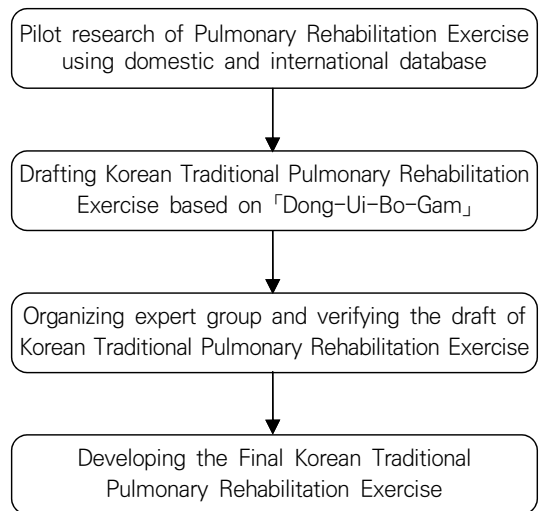 Pilot research of Pulmonary Rehabilitation Exercise
using domestic and international database
Drafting Korean Traditional Pulmonary Rehabilitation
Exercise based on「Dong-Ui-Bo-Gam」
Organizing expert group and verifying the draft of
Korean Traditional Pulmonary Rehabilitation Exercise
Developing the Final Korean Traditional
Pulmonary Rehabilitation Exercise